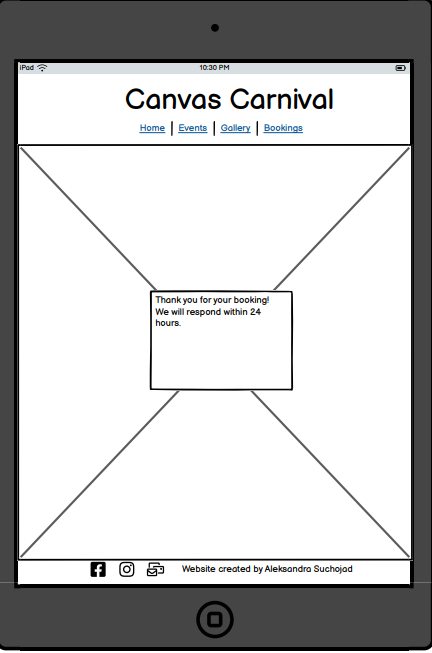 iPad 10:30 PM
Canvas Carnival
Home | Events | Gallery | Bookings
Thank you for your booking!
We will respond within 24
hours.
Website created by Aleksandra Suchojad